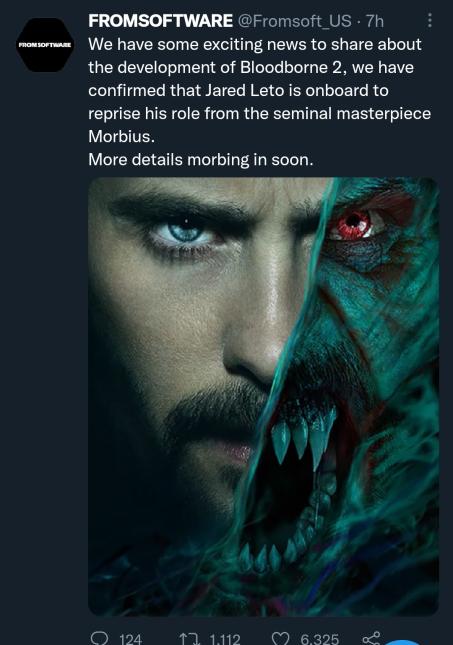 FROMSOFTWARE
FROMSOFTWARE @Fromsoft_US · 7h
We have some exciting news to share about
the development of Bloodborne 2, we have
confirmed that Jared Leto is onboard to
reprise his role from the seminal masterpiece
Morbius.
More details morbing in soon.
124 1,112 6,325